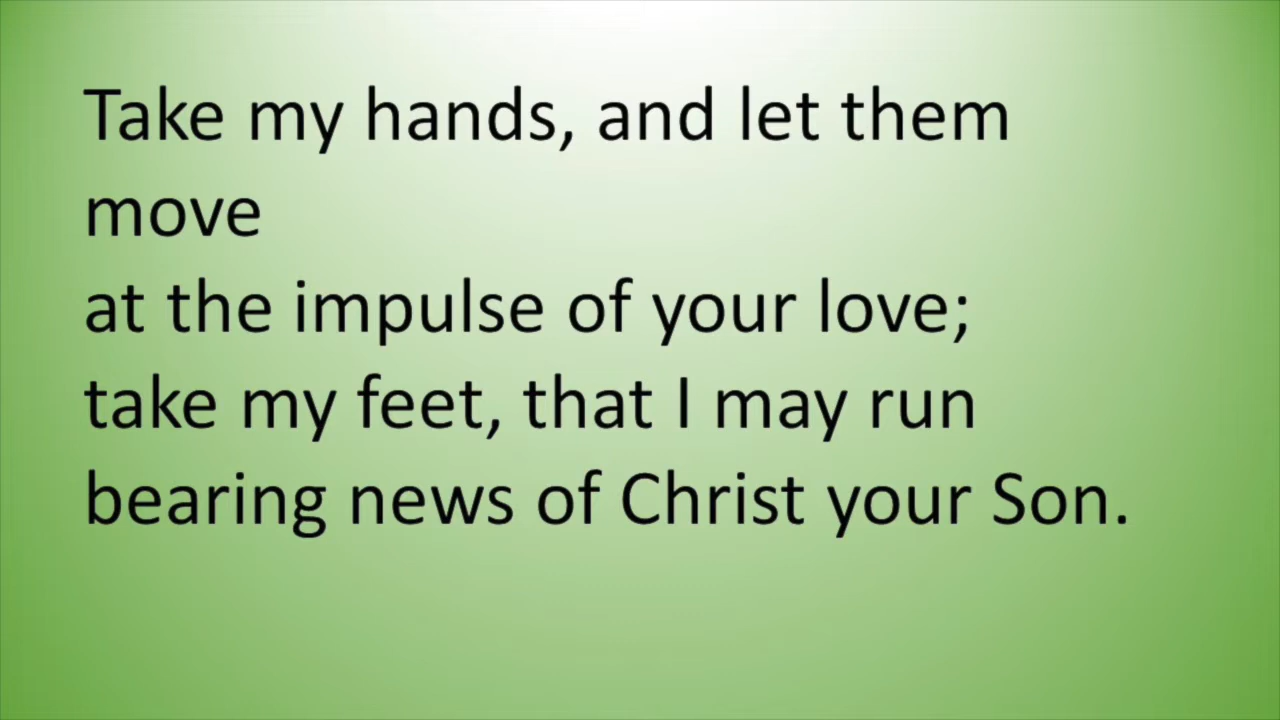 Take my hands, and let them
move
at the impulse of your love;
take my feet, that I may run
bearing news of Christ your Son.